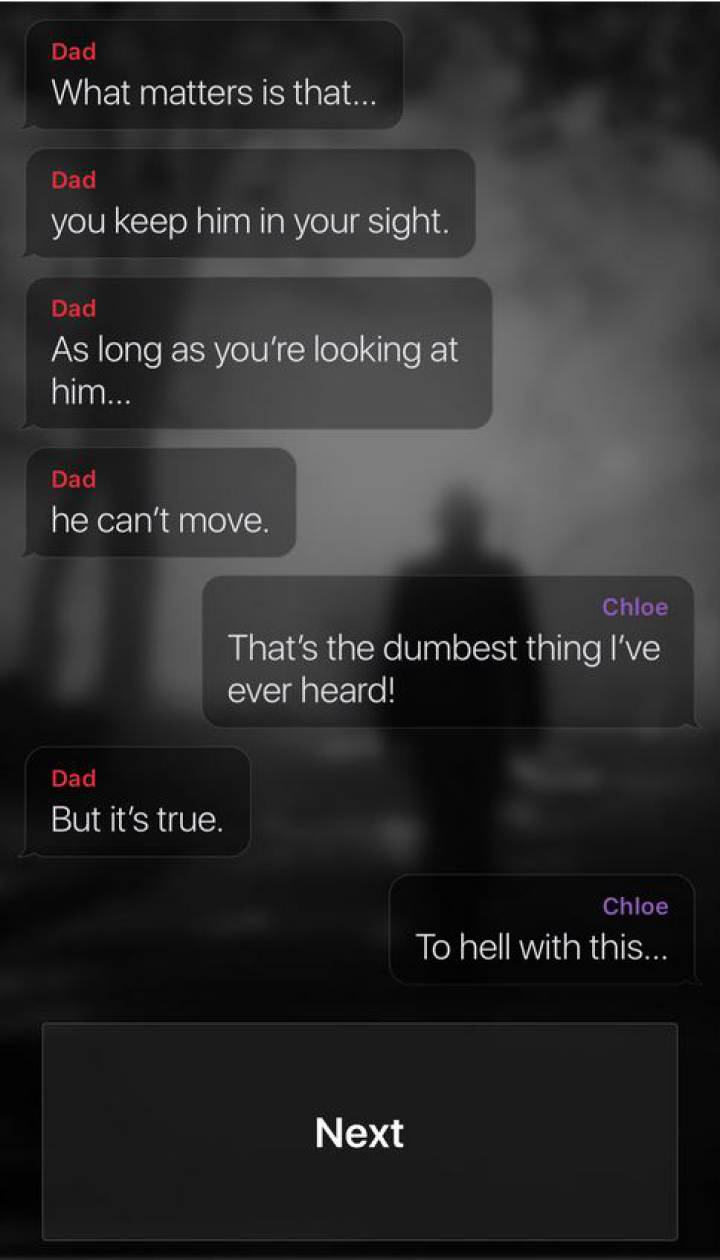 Dad
What matters is that...
Dad
you keep him in your sight.
Dad
As long as you’re looking at
him...
Dad
he can’t move.
Chloe
That’s the dumbest thing I’ve
ever heard!
Dad
But it’s true.
Chloe
To hell with this...
Next